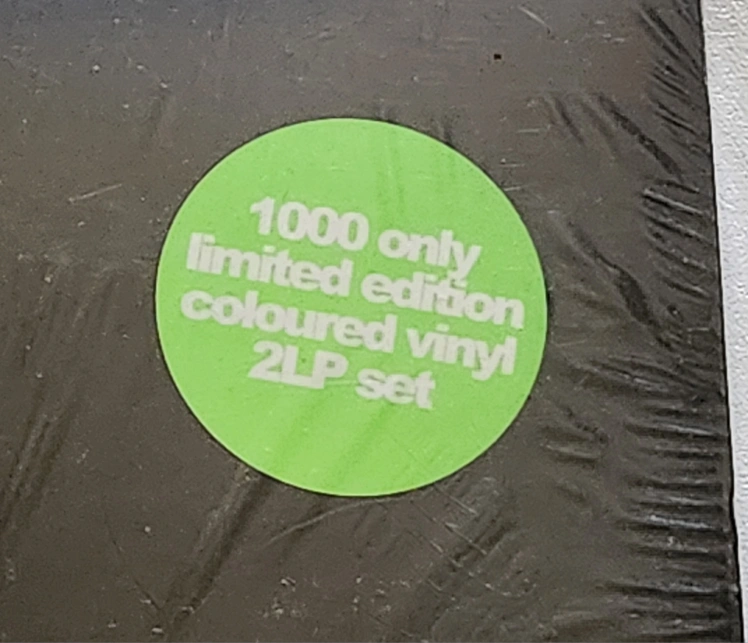 1000 only
limited edition
coloured vinyl
2LP set